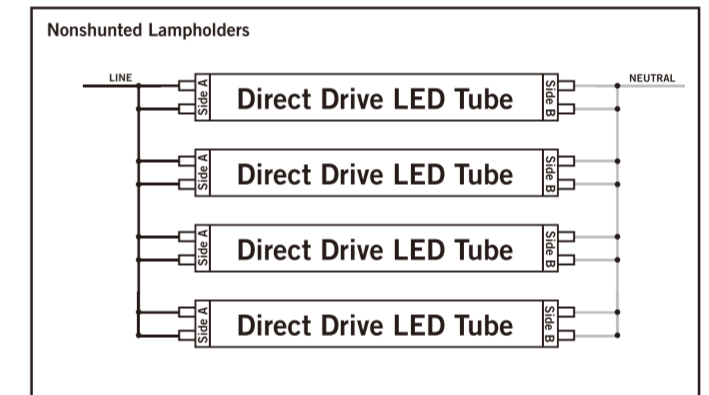 Nonshunted Lampholders
LINE
NEUTRAL
Side A
Direct Drive LED Tube
Side B
Side A
Direct Drive LED Tube
Side B
Side A
Direct Drive LED Tube
Side B
Side A
Direct Drive LED Tube
Side B